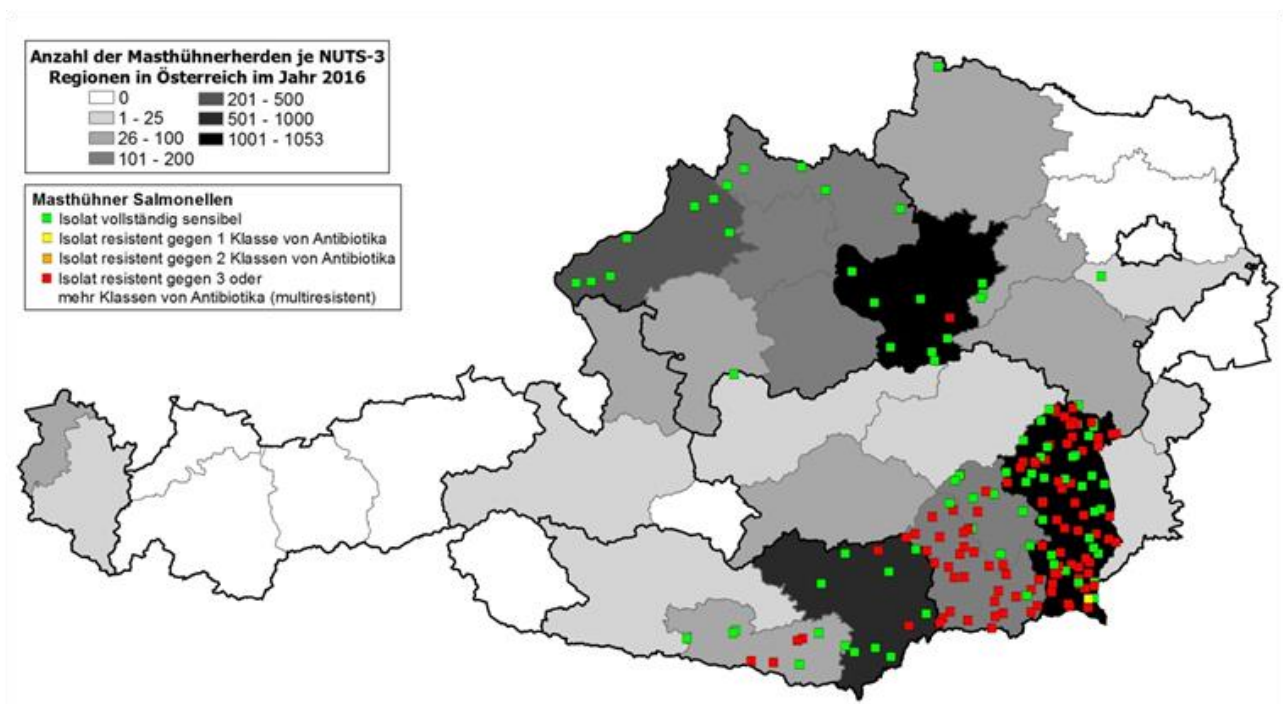 Anzahl der Masthühnerherden je NUTS-3
Regionen in Österreich im Jahr 2016
0
201 - 500
1 - 25
501 - 1000
26 - 100
1001 - 1053
101 - 200
Masthühner Salmonellen
Isolat vollständig sensibel
Isolat resistent gegen 1 Klasse von Antibiotika
Isolat resistent gegen 2 Klassen von Antibiotika
Isolat resistent gegen 3 oder
mehr Klassen von Antibiotika (multiresistent)